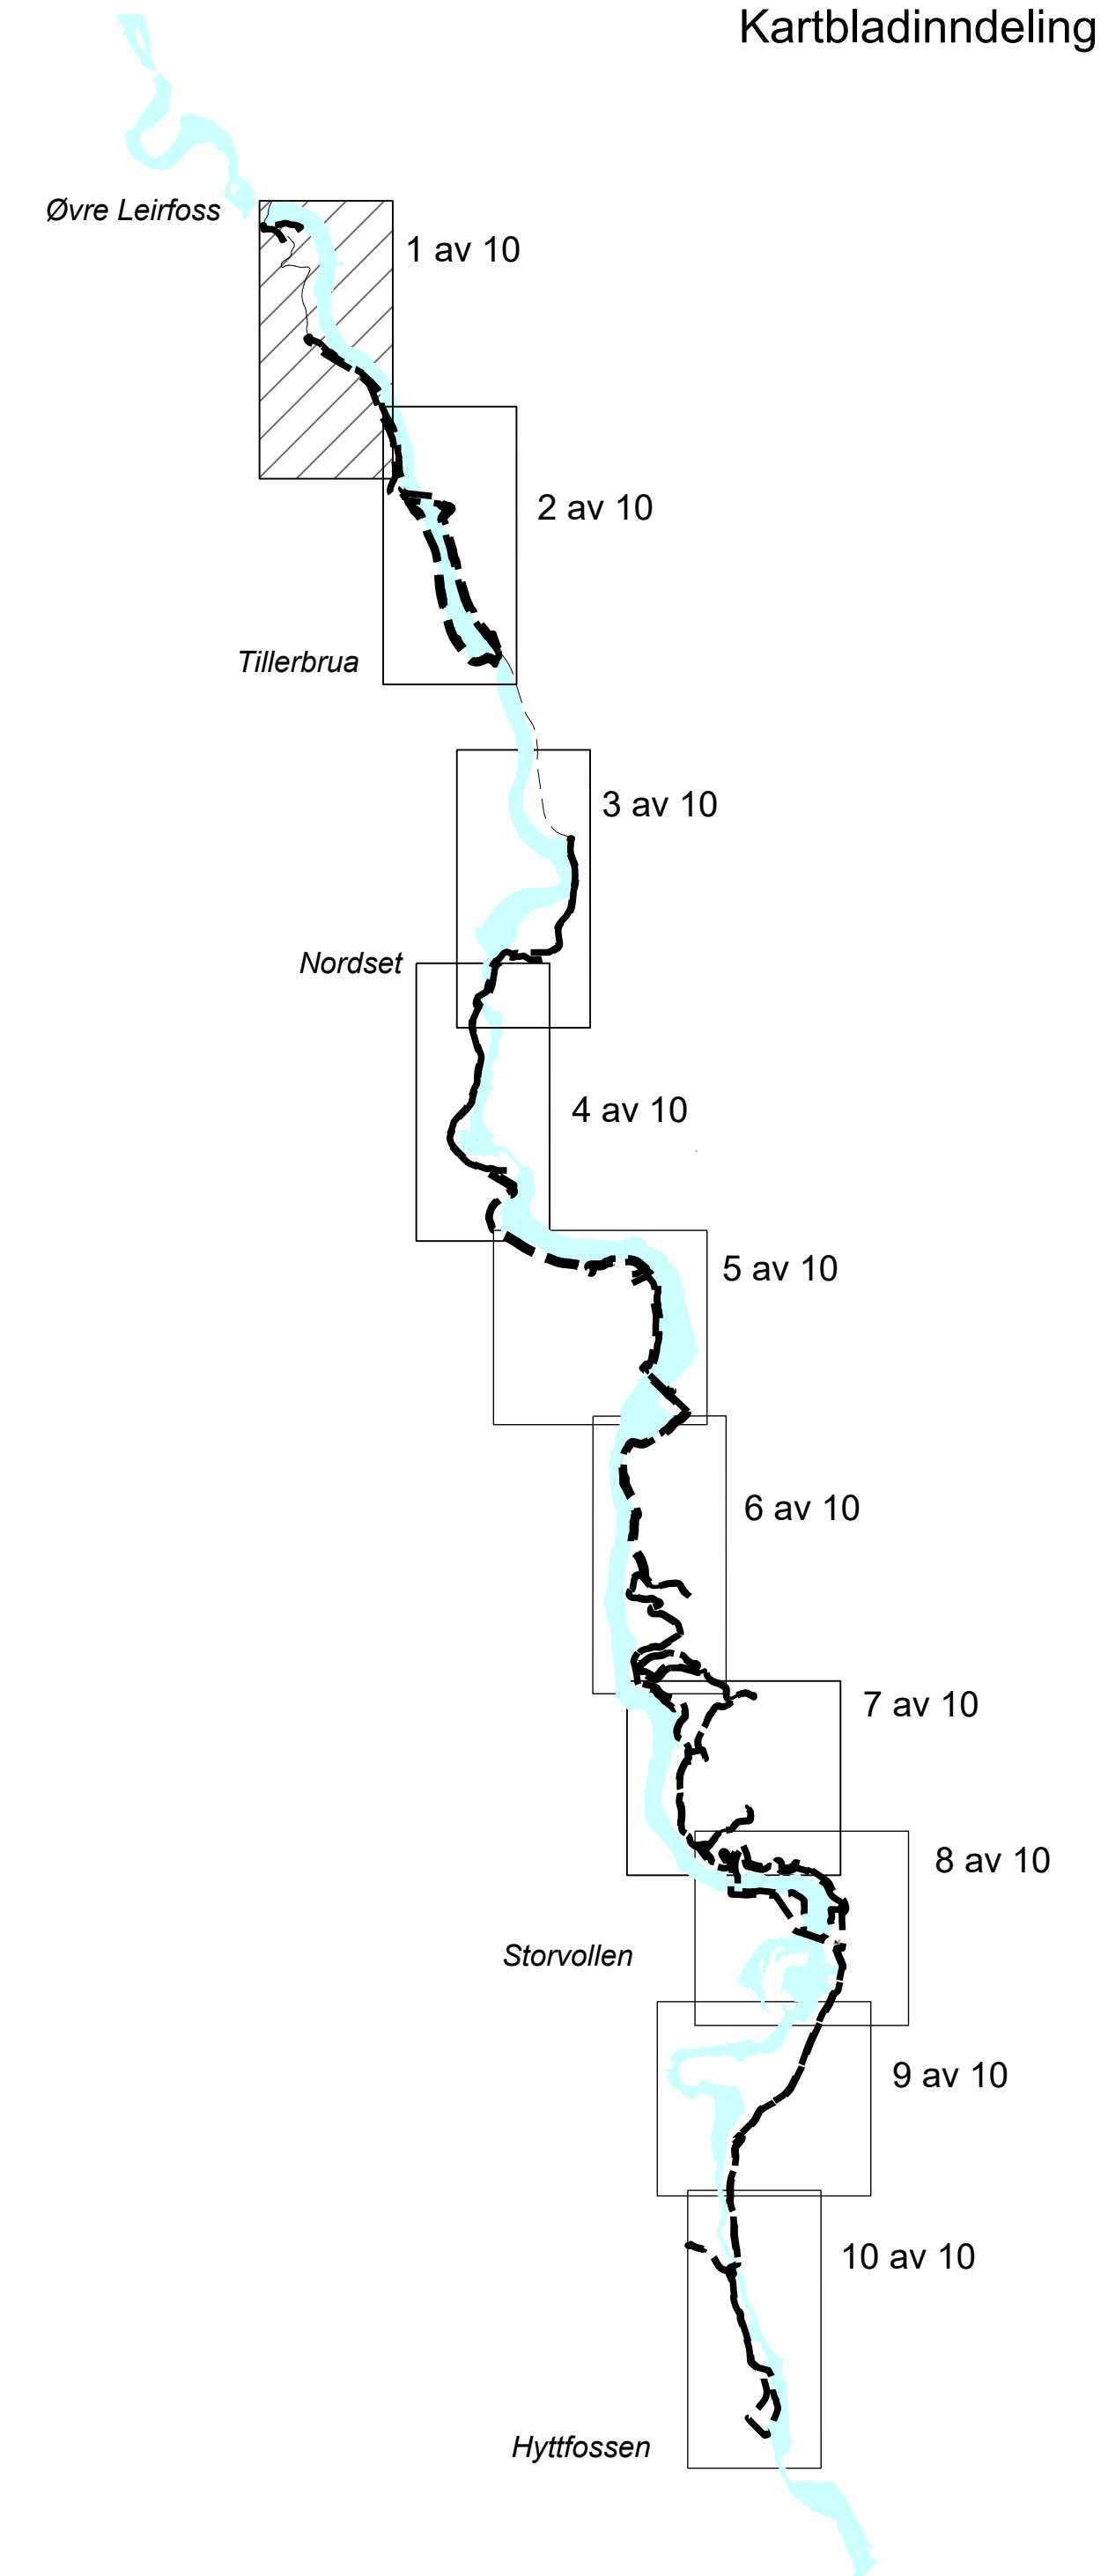 Kartbladinndeling
Øvre Leirfoss
1 av 10
2 av 10
Tillerbrua
3 av 10
Nordset
4 av 10
5 av 10
6 av 10
7 av 10
8 av 10
Storvollen
9 av 10
10 av 10
Hyttfossen